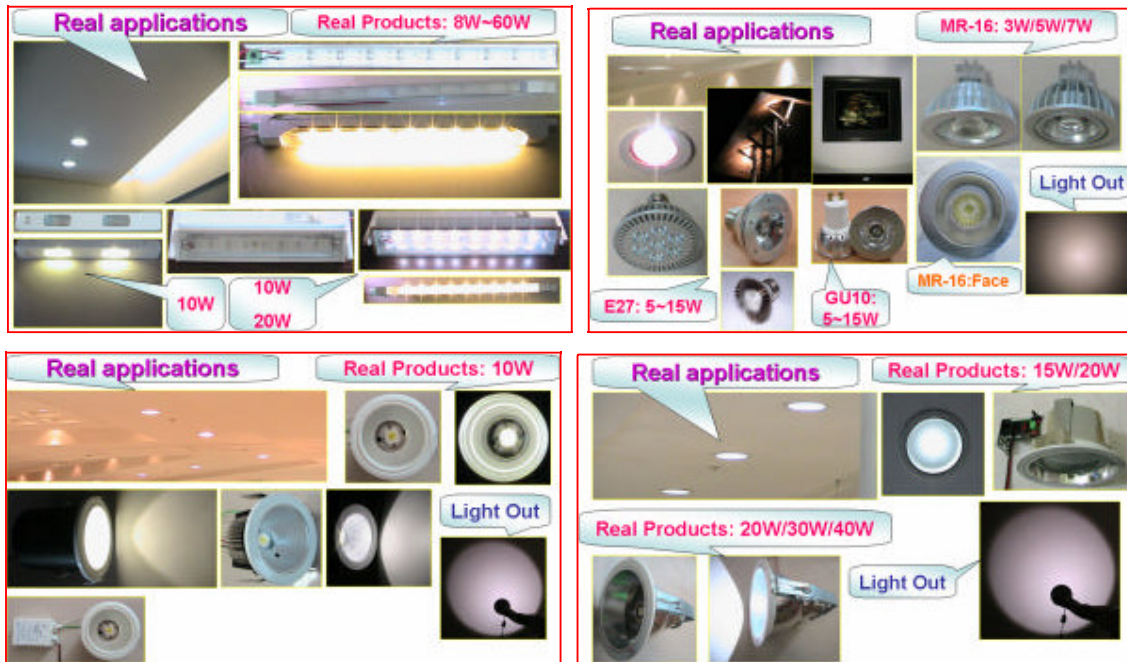 Real applications
Real Products: 8W~60W
10W
10W
20W
Real applications
MR-16: 3W/5W/7W
Light Out
MR-16:Face
E27: 5~15W
GU10:
5~15W
Real applications
Real Products: 10W
Light Out
Real applications
Real Products: 15W/20W
Real Products: 20W/30W/40W
Light Out